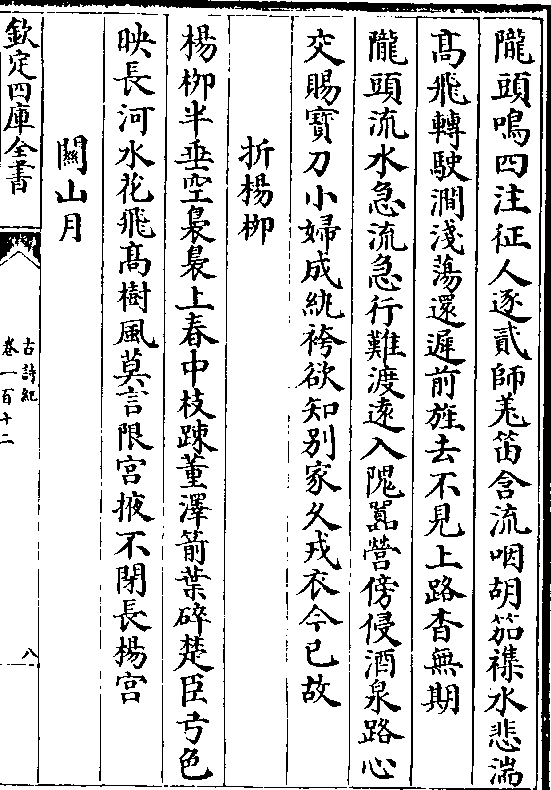 隴頭鳴四注征人逐貳師羌笛含流咽胡笳襍水悲湍
高飛轉駛澗淺蕩還遲前旌去不見上路杳無期
隴頭流水急流急行難渡遠入隗囂營傍侵酒泉路心
交賜寶刀小婦成紈袴欲知别家久戎衣今已故
折楊柳
楊柳半垂空裊裊上春中枝踈董澤箭葉碎楚臣弓色
映長河水花飛高樹風莫言限宫掖不閉長楊宫
關山月
欽定四庫全書
古詩紀
卷一百十二
八